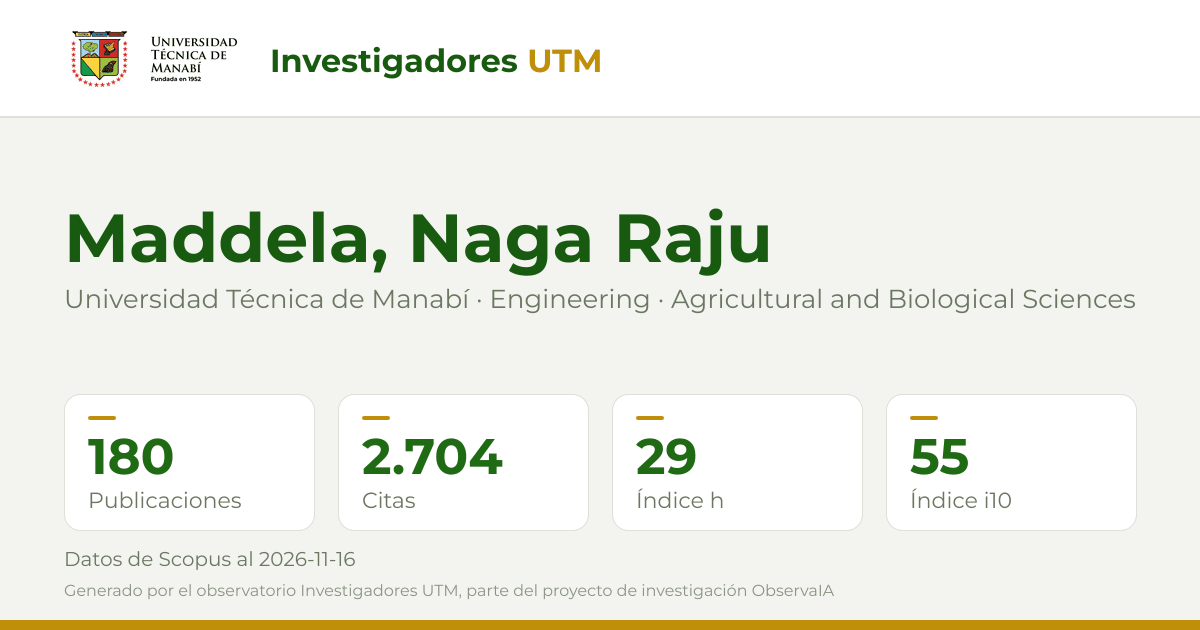 UNIVERSIDAD
TÉCNICA DE
MANABÍ
Fundada en 1952
Investigadores UTM
Maddela, Naga Raju
Universidad Técnica de Manabí · Engineering · Agricultural and Biological Sciences
180
Publicaciones
2.704
Citas
29
Índice h
55
Índice i10
Datos de Scopus al 2026-11-16
Generado por el observatorio Investigadores UTM, parte del proyecto de investigación ObservaIA